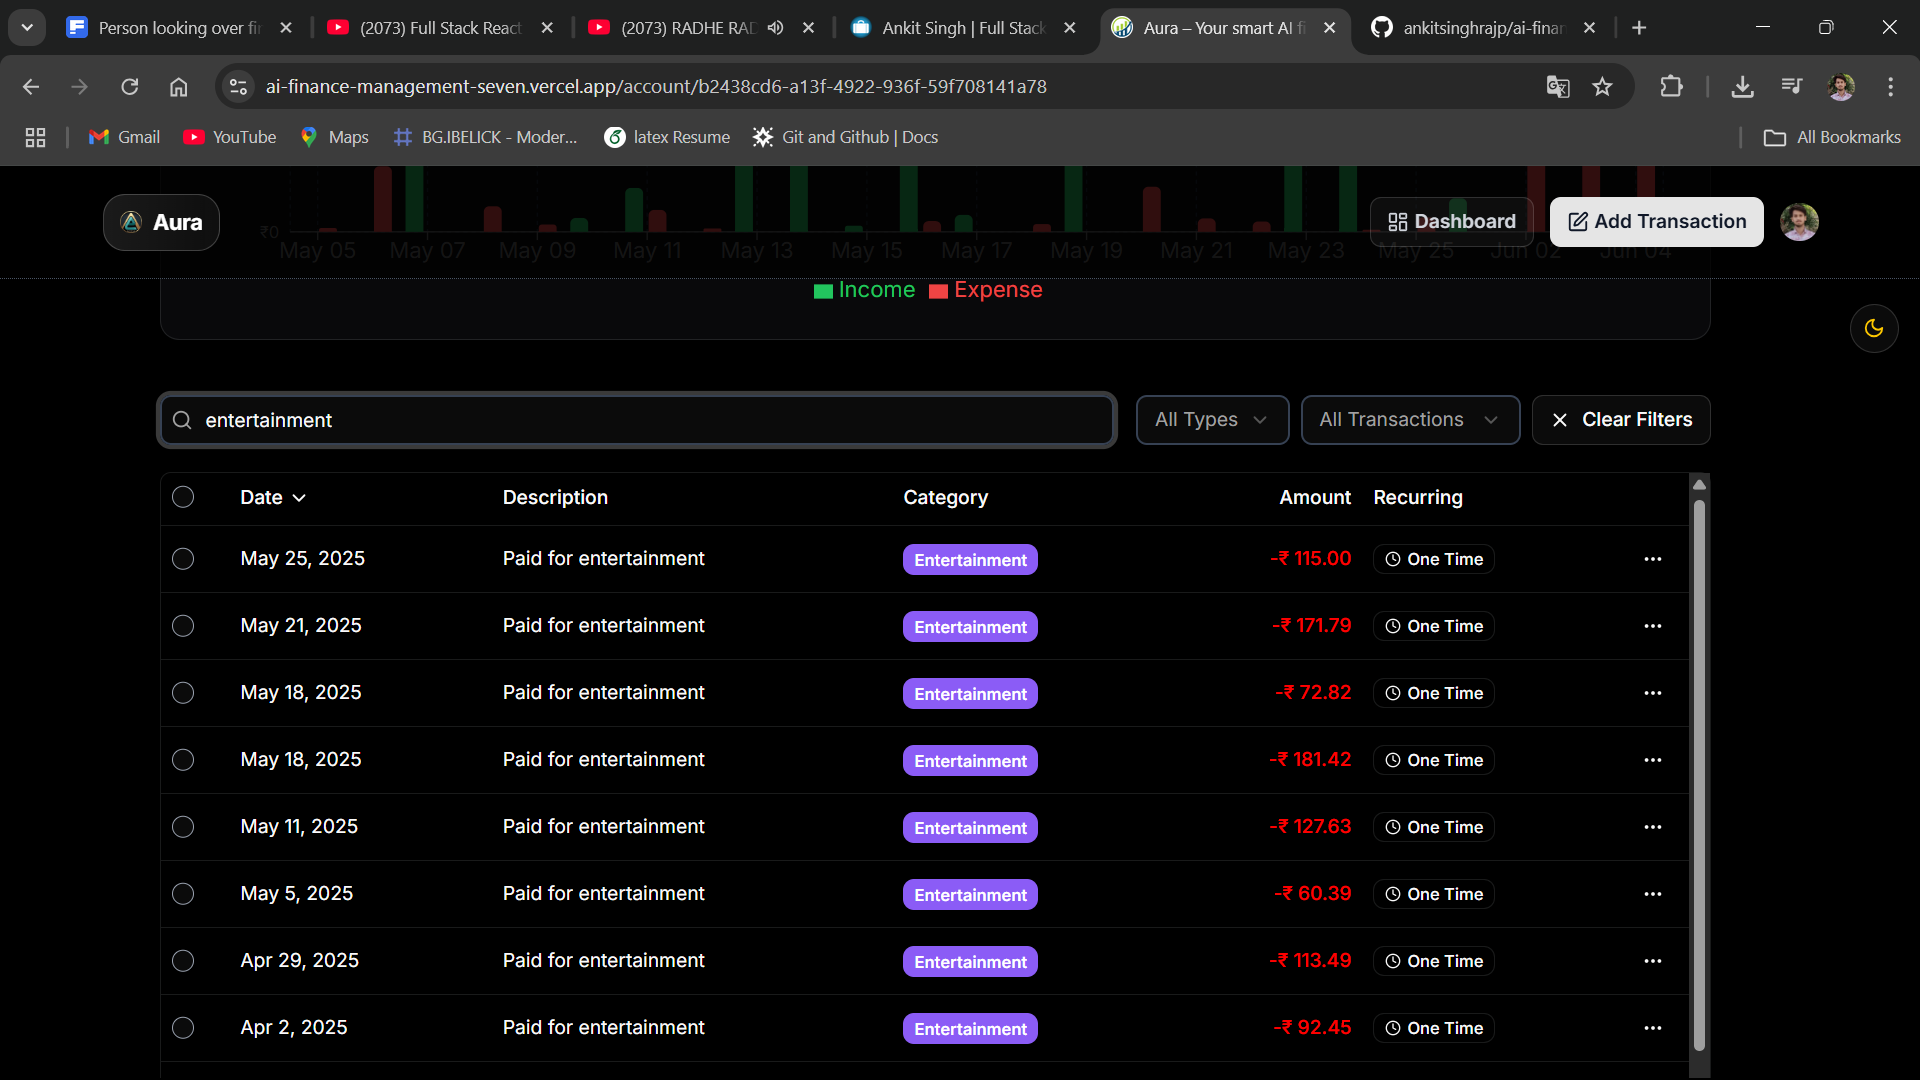 Person looking over fi
(2073) Full Stack React
(2073) RADHE RAD
Ankit Singh | Full Stack
Aura – Your smart AI fi
ankitsinghrajp/ai-finan
ai-finance-management-seven.vercel.app/account/b2438cd6-a13f-4922-936f-59f708141a78
Gmail
YouTube
Maps
BG.IBELICK - Moder...
latex Resume
Git and Github | Docs
All Bookmarks
Aura
Dashboard
Add Transaction
₹0
May 05 May 07 May 09 May 11 May 13 May 15 May 17 May 19 May 21 May 23 May 25 Jun 02 Jun 04
Income Expense
entertainment
All Types
All Transactions
Clear Filters
Date Description Category Amount Recurring
May 25, 2025 Paid for entertainment Entertainment -₹ 115.00 One Time
May 21, 2025 Paid for entertainment Entertainment -₹ 171.79 One Time
May 18, 2025 Paid for entertainment Entertainment -₹ 72.82 One Time
May 18, 2025 Paid for entertainment Entertainment -₹ 181.42 One Time
May 11, 2025 Paid for entertainment Entertainment -₹ 127.63 One Time
May 5, 2025 Paid for entertainment Entertainment -₹ 60.39 One Time
Apr 29, 2025 Paid for entertainment Entertainment -₹ 113.49 One Time
Apr 2, 2025 Paid for entertainment Entertainment -₹ 92.45 One Time